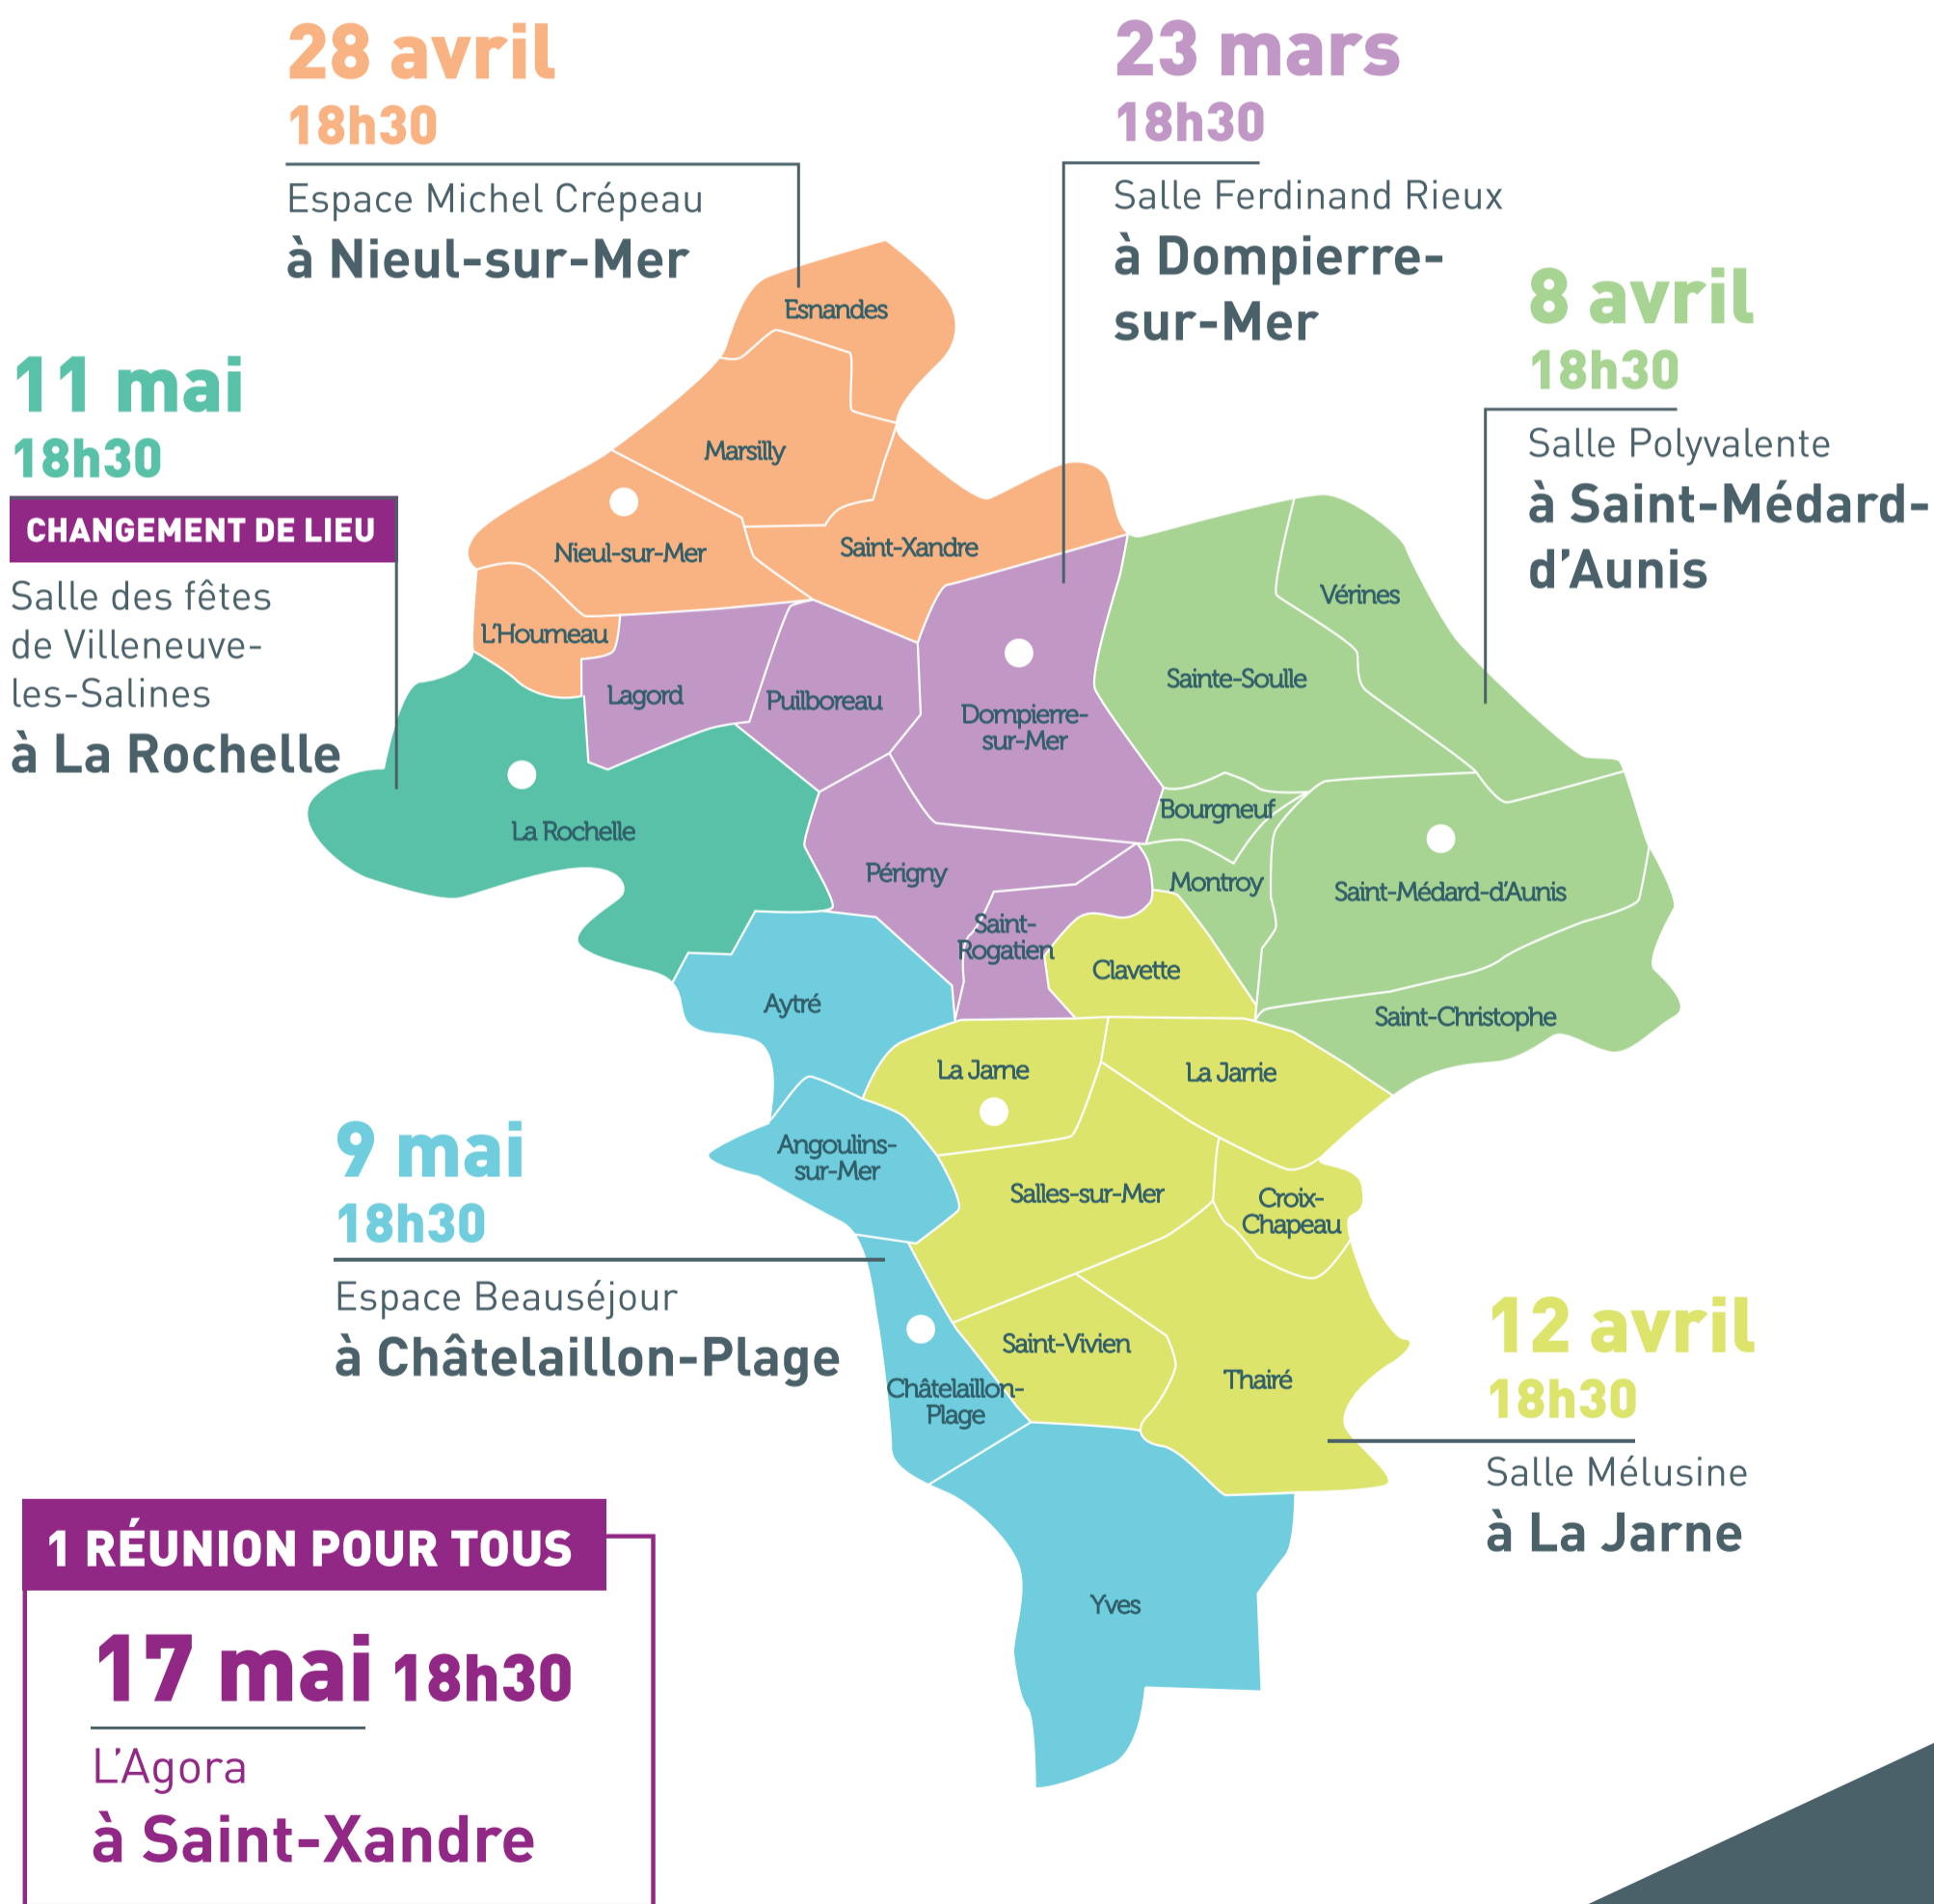 28 avril
18h30
Espace Michel Crépeau
à Nieul-sur-Mer
23 mars
18h30
Salle Ferdinand Rieux
à Dompierre-
sur-Mer
8 avril
18h30
Salle Polyvalente
à Saint-Médard-
d'Aunis
11 mai
18h30
CHANGEMENT DE LIEU
Salle des fêtes
de Villeneuve-
les-Salines
à La Rochelle
Esnandes
Marsilly
Nieul-sur-Mer
Saint-Xandre
L'Houmeau
Lagord
Puilboreau
Dompierre-
sur-Mer
Sainte-Soulle
Vérines
La Rochelle
Bourgneuf
Périgny
Montroy
Saint-Médard-d'Aunis
Saint-
Rogatien
Clavette
Aytré
Saint-Christophe
La Jarne
La Jarrie
Angoulins-
sur-Mer
Salles-sur-Mer
Croix-
Chapeau
Saint-Vivien
Thairé
Châtelaillon-
Plage
Yves
9 mai
18h30
Espace Beauséjour
à Châtelaillon-Plage
12 avril
18h30
Salle Mélusine
à La Jarne
1 RÉUNION POUR TOUS
17 mai 18h30
L'Agora
à Saint-Xandre